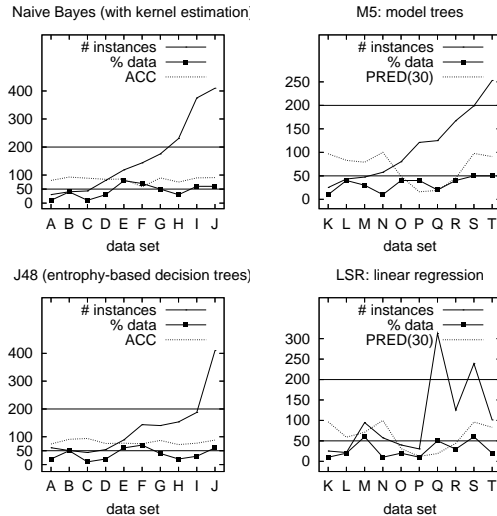 Naive Bayes (with kernel estimation)
# instances
% data
ACC
400
300
200
100
50
0
A B C D E F G H I J
data set
M5: model trees
# instances
% data
PRED(30)
250
200
150
100
50
0
K L M N O P Q R S T
data set
J48 (entrophy-based decision trees)
# instances
% data
ACC
400
300
200
100
50
0
A B C D E F G H I J
data set
LSR: linear regression
# instances
% data
PRED(30)
300
250
200
150
100
50
0
K L M N O P Q R S T
data set